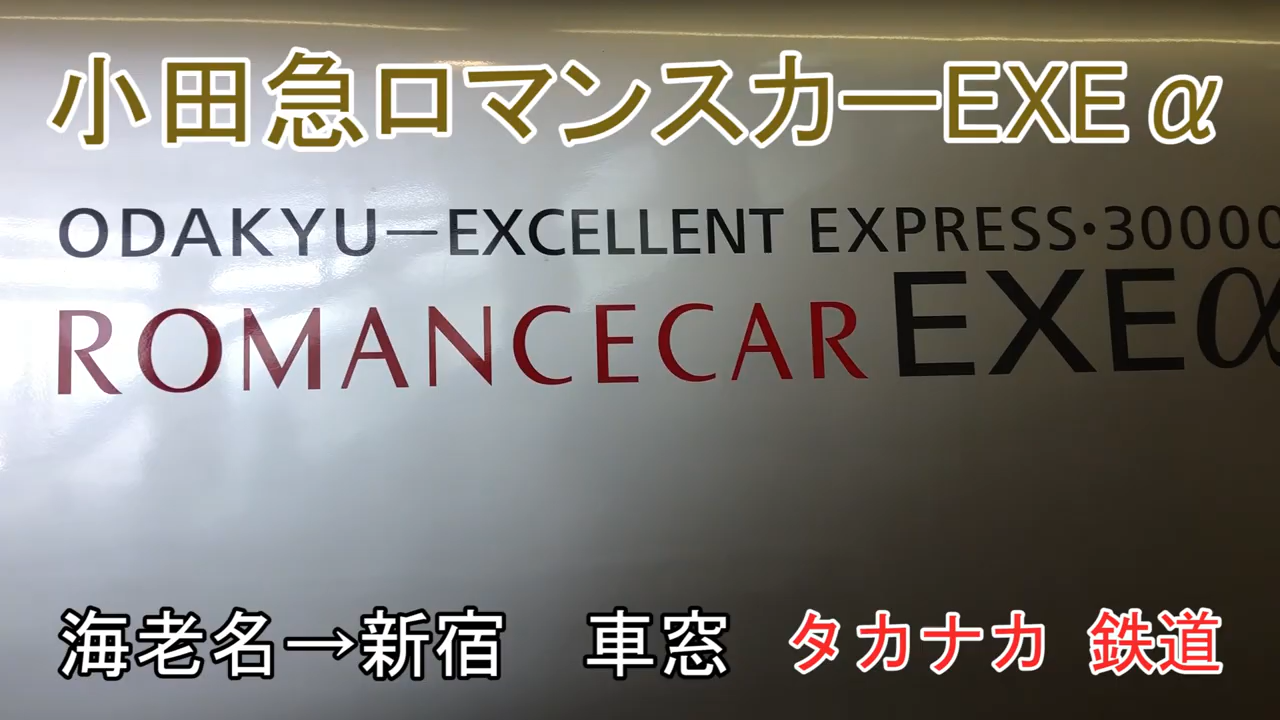 小田急ロマンスカーEXEα
ODAKYU—EXCELLENT EXPRESS・30000
ROMANCECAR EXEα
海老名→新宿　車窓 タカナカ 鉄道